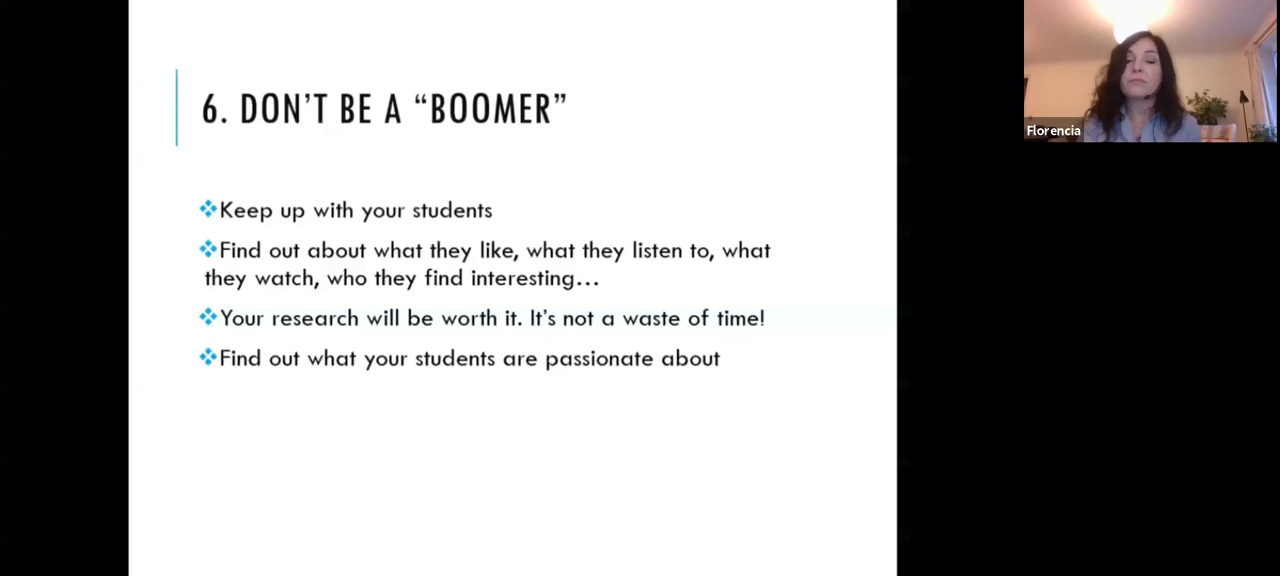 6. DON'T BE A “BOOMER”
❖Keep up with your students
❖Find out about what they like, what they listen to, what
they watch, who they find interesting…
❖Your research will be worth it. It's not a waste of time!
❖Find out what your students are passionate about
Florencia